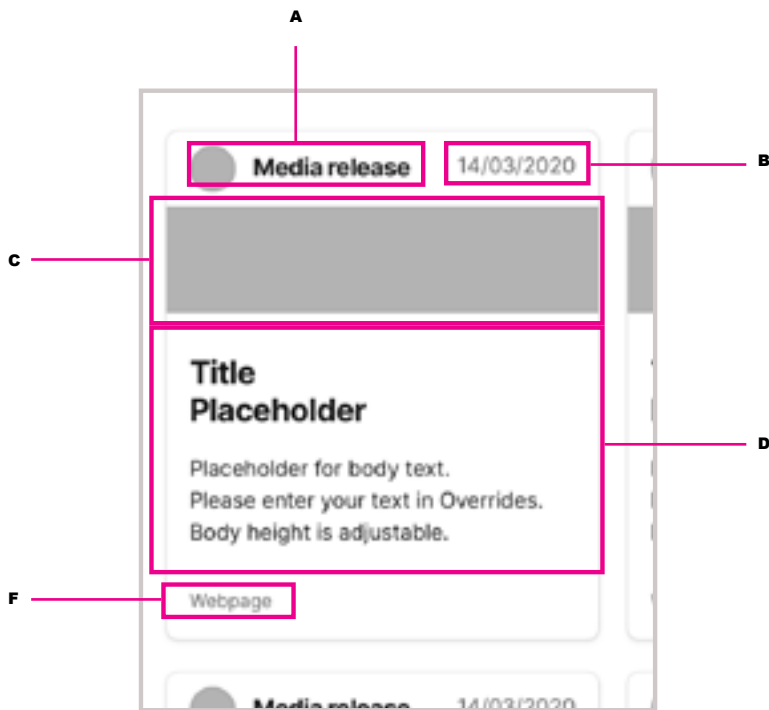 A
Media release
14/03/2020
B
C
Title
Placeholder
D
Placeholder for body text.
Please enter your text in Overrides.
Body height is adjustable.
F
Webpage
Media release
14/03/2020